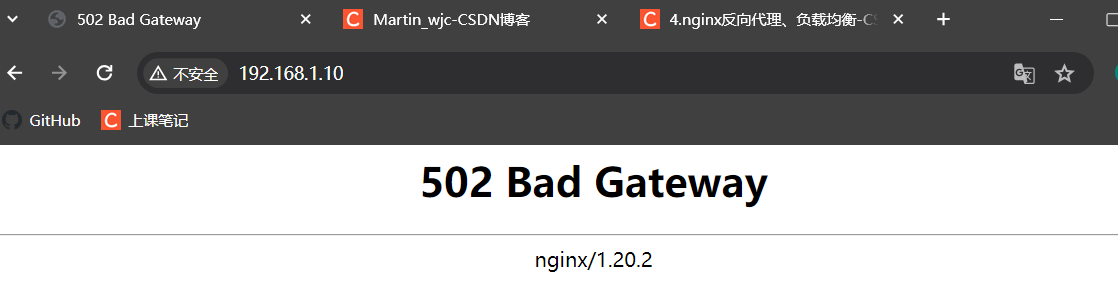 502 Bad Gateway
Martin_wjc-CSDN博客
4.nginx反向代理、负载均衡-CS
不安全
192.168.1.10
GitHub
上课笔记
502 Bad Gateway
nginx/1.20.2